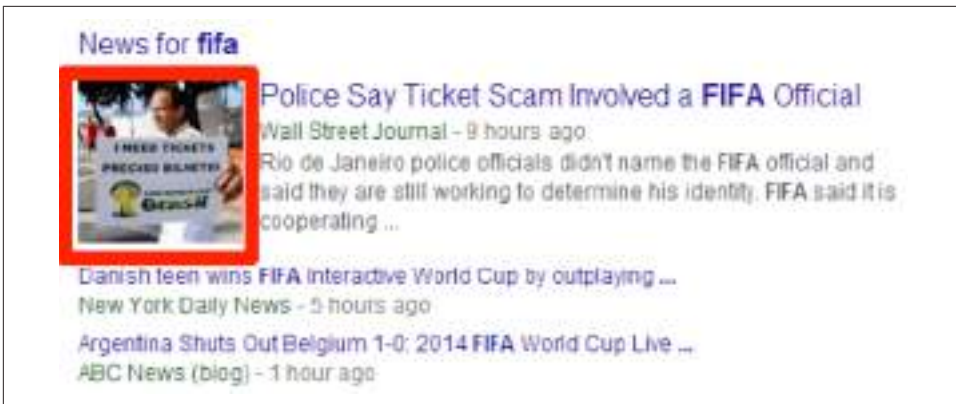 News for fifa
Police Say Ticket Scam Involved a FIFA Official
Wall Street Journal - 9 hours ago
I NEED TICKETS
PRECISO BILHETES
Brasil
Rio de Janeiro police officials didn't name the FIFA official and
said they are still working to determine his identity. FIFA said it is
cooperating ...
Danish teen wins FIFA Interactive World Cup by outplaying ...
New York Daily News - 5 hours ago
Argentina Shuts Out Belgium 1-0; 2014 FIFA World Cup Live ...
ABC News (blog) - 1 hour ago